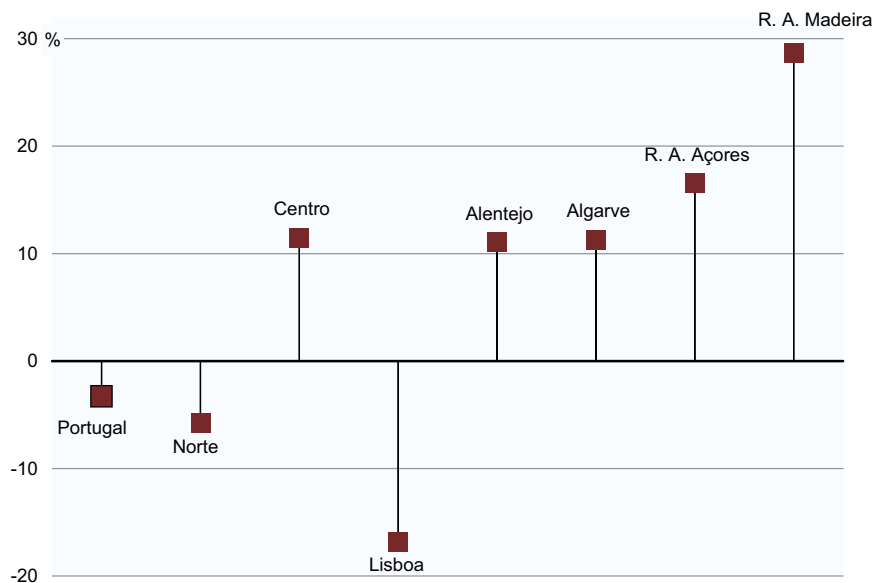 R. A. Madeira
30 %
20
R. A. Açores
Centro
Alentejo
Algarve
10
0
Portugal
Norte
-10
Lisboa
-20